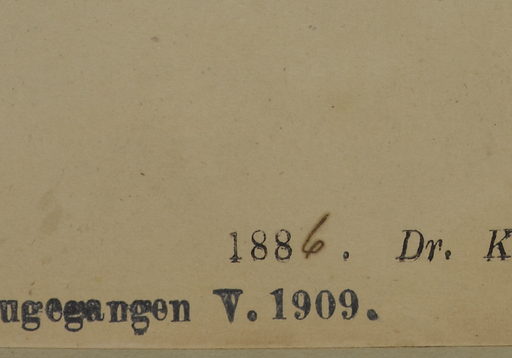 1886. Dr. K
ugegangen V. 1909.